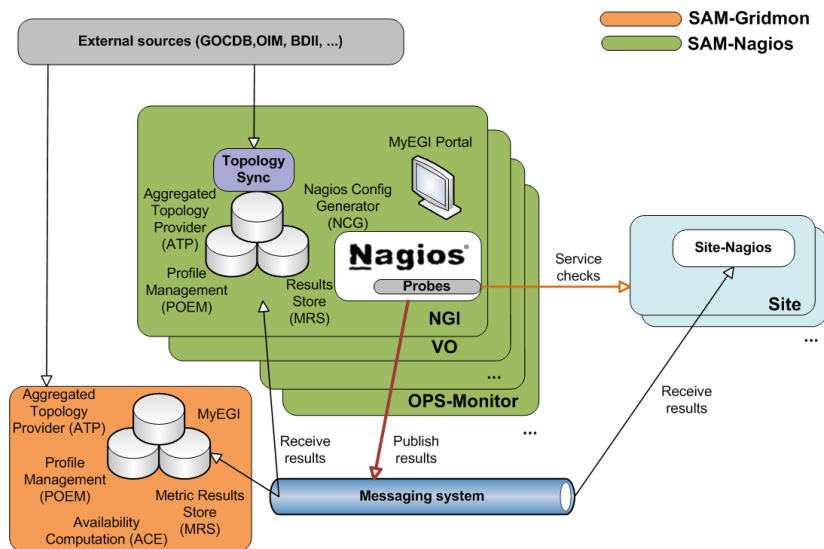 SAM-Gridmon
SAM-Nagios
External sources (GOCDB,OIM, BDII, ...)
MyEGI Portal
Topology
Sync
Aggregated
Topology
Provider
(ATP)
Nagios Config
Generator
(NCG)
Nagios®
Probes
Profile
Management
(POEM)
Results
Store
(MRS)
NGI
VO
...
OPS-Monitor
...
Service
checks
Site-Nagios
Site
...
Receive
results
Aggregated
Topology
Provider (ATP)
MyEGI
Profile
Management
(POEM)
Metric Results
Store
(MRS)
Availability
Computation (ACE)
Receive
results
Publish
results
Messaging system